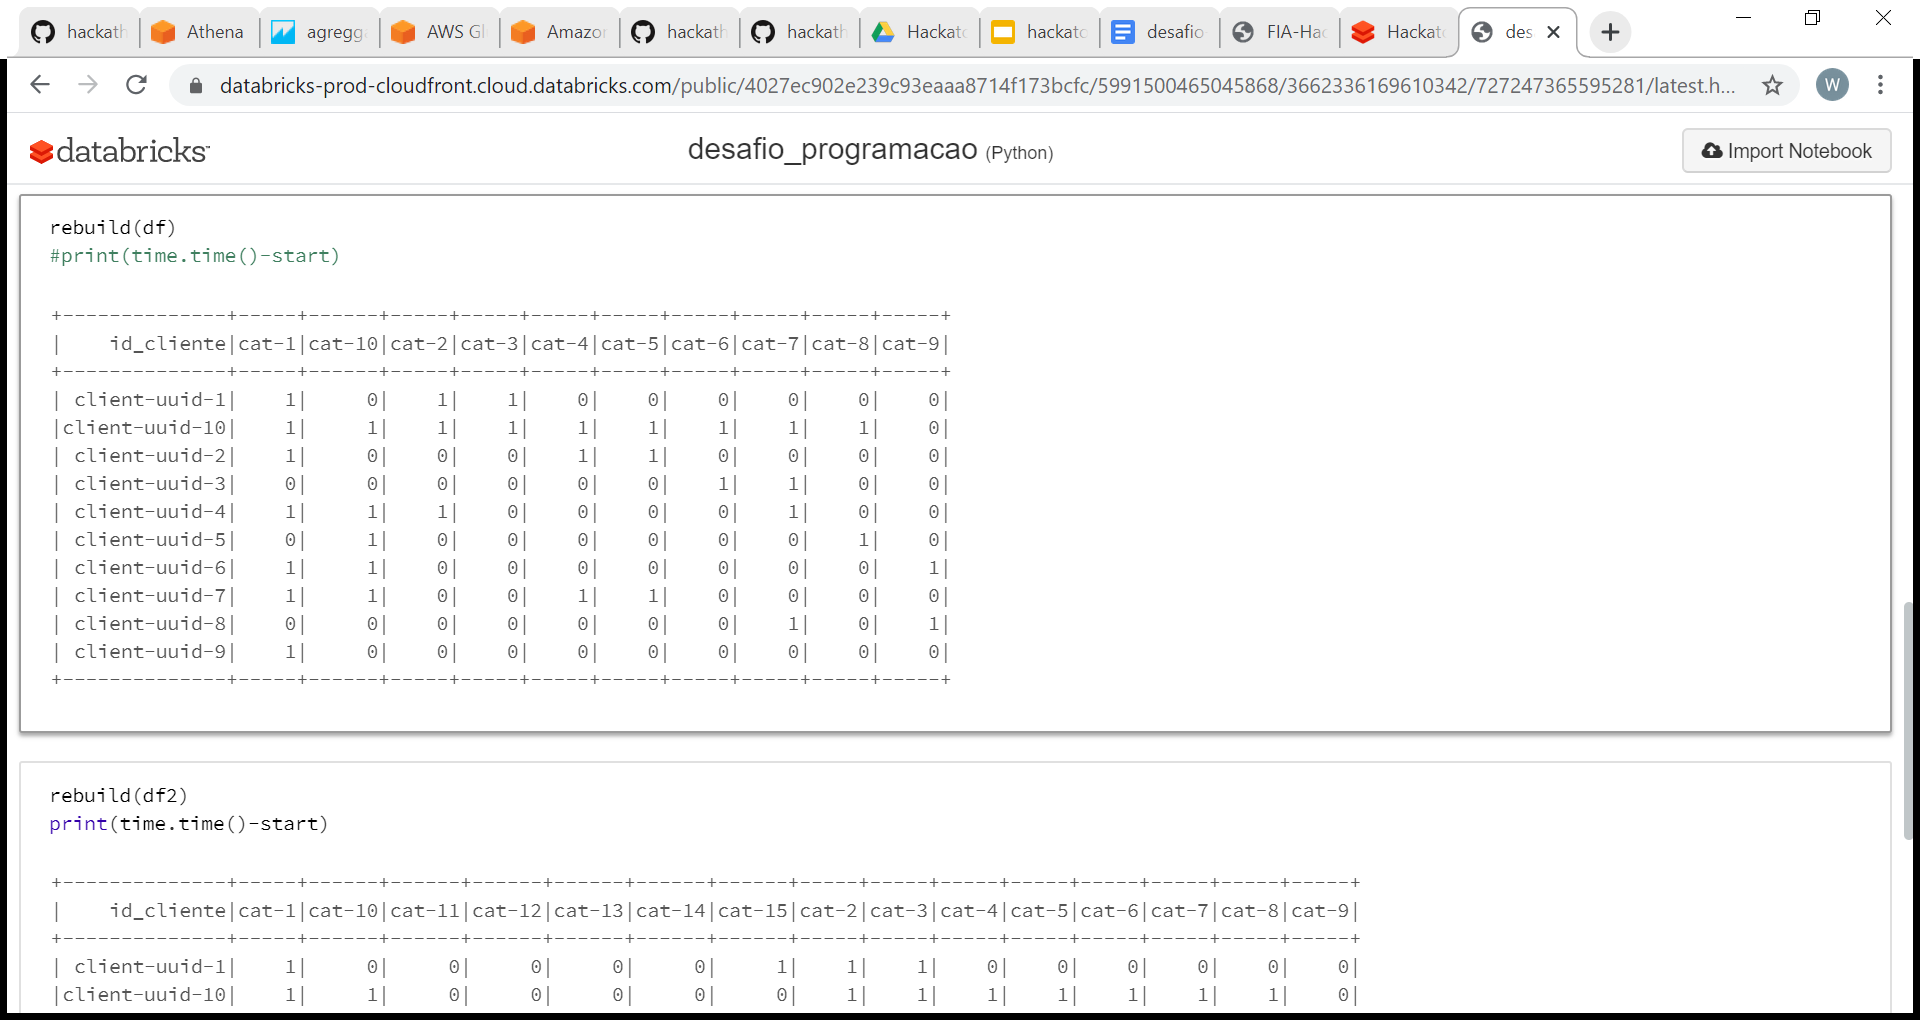 hackath
Athena
agregga
AWS Gl
Amazor
hackath
hackath
Hackato
hackato
desafio
FIA-Hac
Hackato
des
databricks-prod-cloudfront.cloud.databricks.com/public/4027ec902e239c93eaaa8714f173bcfc/5991500465045868/3662336169610342/727247365595281/latest.h...
W
databricks
desafio_programacao (Python)
Import Notebook
rebuild(df)
#print(time.time()-start)
+--------------+-----+------+-----+-----+-----+-----+-----+-----+-----+-----+
|    id_cliente|cat-1|cat-10|cat-2|cat-3|cat-4|cat-5|cat-6|cat-7|cat-8|cat-9|
+--------------+-----+------+-----+-----+-----+-----+-----+-----+-----+-----+
| client-uuid-1|    1|     0|    1|    1|    0|    0|    0|    0|    0|    0|
|client-uuid-10|    1|     1|    1|    1|    1|    1|    1|    1|    1|    0|
| client-uuid-2|    1|     0|    0|    0|    1|    1|    0|    0|    0|    0|
| client-uuid-3|    0|     0|    0|    0|    0|    0|    1|    1|    0|    0|
| client-uuid-4|    1|     1|    1|    0|    0|    0|    0|    1|    0|    0|
| client-uuid-5|    0|     1|    0|    0|    0|    0|    0|    0|    1|    0|
| client-uuid-6|    1|     1|    0|    0|    0|    0|    0|    0|    0|    1|
| client-uuid-7|    1|     1|    0|    0|    1|    1|    0|    0|    0|    0|
| client-uuid-8|    0|     0|    0|    0|    0|    0|    0|    1|    0|    1|
| client-uuid-9|    1|     0|    0|    0|    0|    0|    0|    0|    0|    0|
+--------------+-----+------+-----+-----+-----+-----+-----+-----+-----+-----+
rebuild(df2)
print(time.time()-start)
+--------------+-----+------+------+------+------+------+------+-----+-----+-----+-----+-----+-----+-----+-----+
|    id_cliente|cat-1|cat-10|cat-11|cat-12|cat-13|cat-14|cat-15|cat-2|cat-3|cat-4|cat-5|cat-6|cat-7|cat-8|cat-9|
+--------------+-----+------+------+------+------+------+------+-----+-----+-----+-----+-----+-----+-----+-----+
| client-uuid-1|    1|     0|     0|     0|     0|     0|     1|    1|    1|    0|    0|    0|    0|    0|    0|
|client-uuid-10|    1|     1|     0|     0|     0|     0|     0|    1|    1|    1|    1|    1|    1|    1|    0|